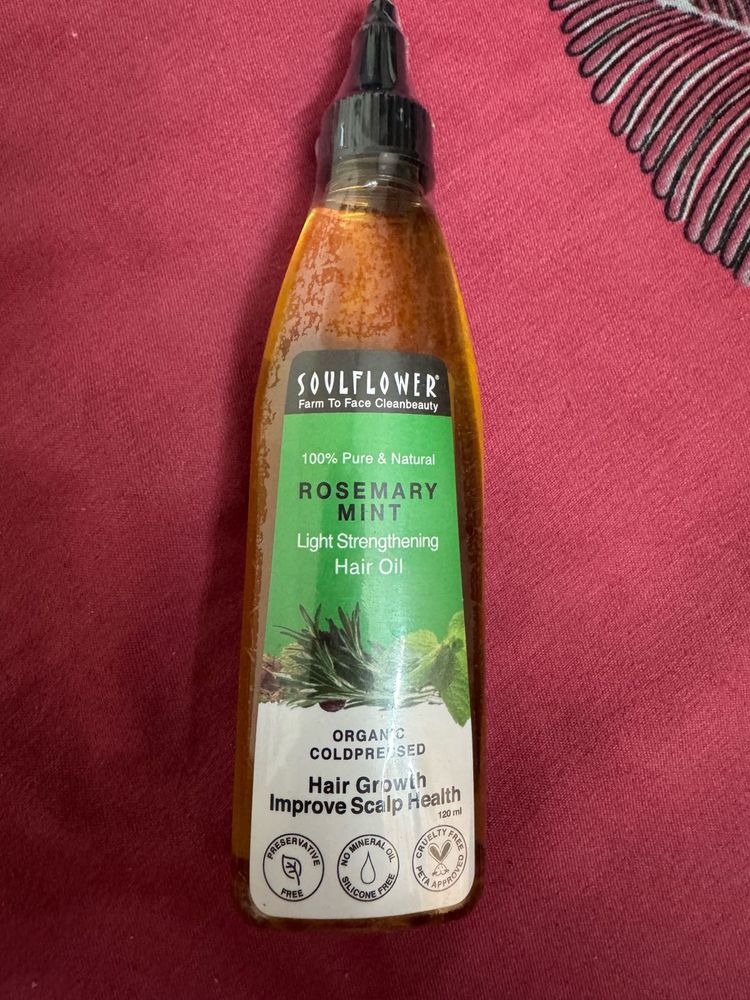 SOULFLOWER®
Farm To Face Cleanbeauty
100% Pure & Natural
ROSEMARY
MINT
Light Strengthening
Hair Oil
ORGANIC
COLDPRESSED
Hair Growth
Improve Scalp Health
120 ml
PRESERVATIVE
FREE
NO MINERAL OIL
SILICONE FREE
CRUELTY FREE
PETA APPROVED